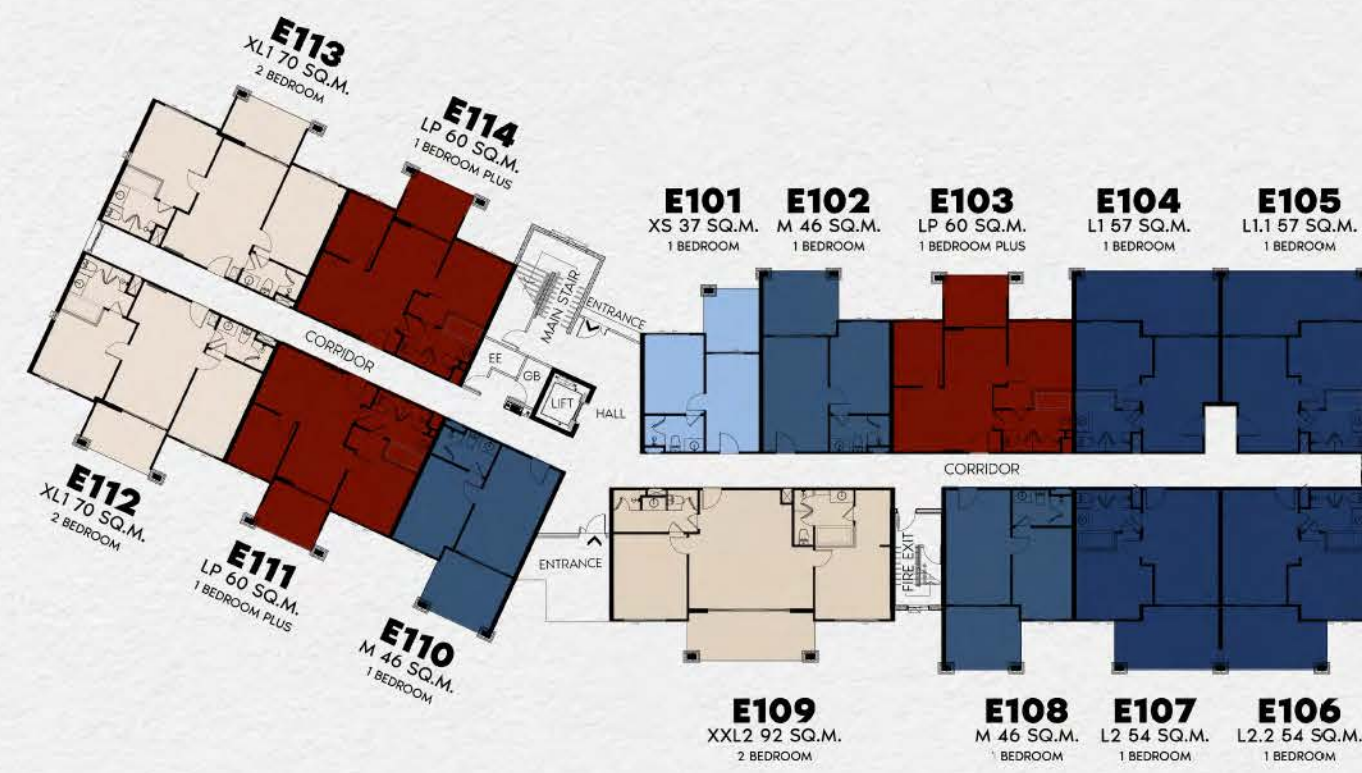 E113
XL1 70 SQ.M.
2 BEDROOM
E114
LP 60 SQ.M.
1 BEDROOM PLUS
E101
XS 37 SQ.M.
1 BEDROOM
E102
M 46 SQ.M.
1 BEDROOM
E103
LP 60 SQ.M.
1 BEDROOM PLUS
E104
L1 57 SQ.M.
1 BEDROOM
E105
L1.1 57 SQ.M.
1 BEDROOM
MAIN STAIR
ENTRANCE
CORRIDOR
EE
GB
LIFT
HALL
CORRIDOR
ENTRANCE
FIRE EXIT
E112
XL1 70 SQ.M.
2 BEDROOM
E111
LP 60 SQ.M.
1 BEDROOM PLUS
E110
M 46 SQ.M.
1 BEDROOM
E109
XXL2 92 SQ.M.
2 BEDROOM
E108
M 46 SQ.M.
1 BEDROOM
E107
L2 54 SQ.M.
1 BEDROOM
E106
L2.2 54 SQ.M.
1 BEDROOM